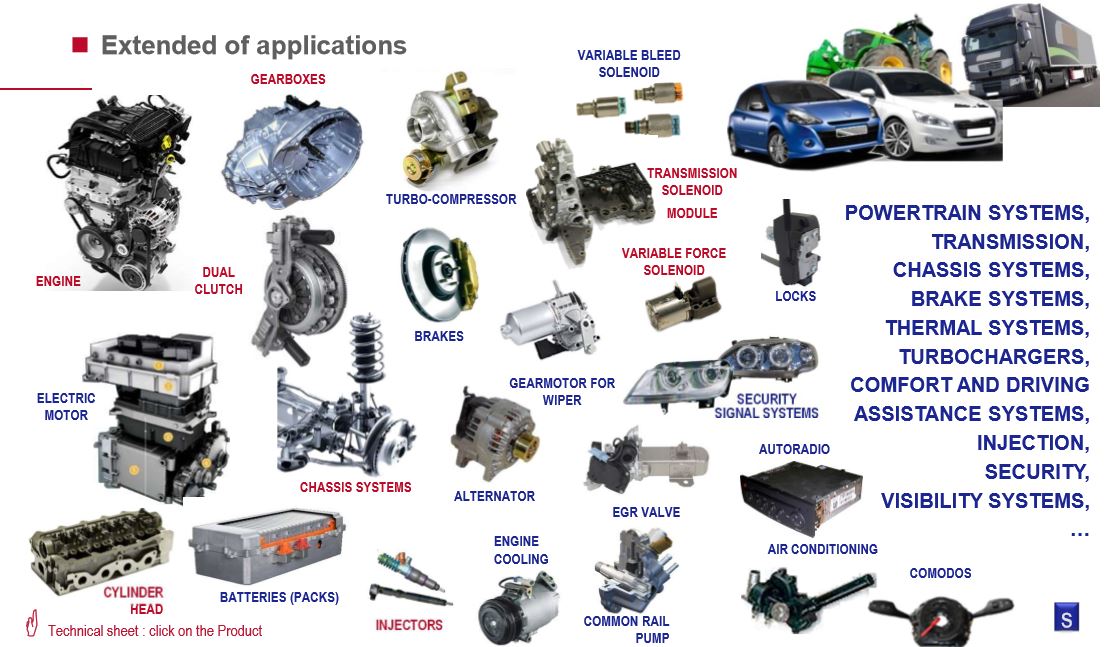 Extended of applications
GEARBOXES
VARIABLE BLEED
SOLENOID
TURBO-COMPRESSOR
TRANSMISSION
SOLENOID
MODULE
ENGINE
DUAL
CLUTCH
BRAKES
VARIABLE FORCE
SOLENOID
LOCKS
POWERTRAIN SYSTEMS,
TRANSMISSION,
CHASSIS SYSTEMS,
BRAKE SYSTEMS,
THERMAL SYSTEMS,
TURBOCHARGERS,
COMFORT AND DRIVING
ASSISTANCE SYSTEMS,
INJECTION,
SECURITY,
VISIBILITY SYSTEMS,
...
ELECTRIC
MOTOR
GEARMOTOR FOR
WIPER
SECURITY
SIGNAL SYSTEMS
CHASSIS SYSTEMS
ALTERNATOR
EGR VALVE
AUTORADIO
CYLINDER
HEAD
BATTERIES (PACKS)
INJECTORS
ENGINE
COOLING
COMMON RAIL
PUMP
AIR CONDITIONING
COMODOS
Technical sheet : click on the Product
S